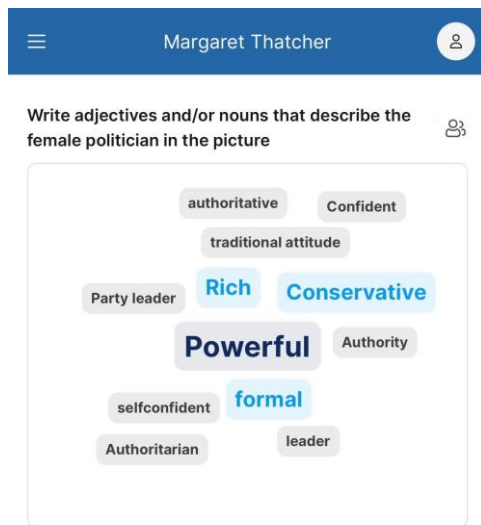 Margaret Thatcher
Write adjectives and/or nouns that describe the
female politician in the picture
authoritative
Confident
traditional attitude
Rich
Conservative
Party leader
Powerful
Authority
formal
selfconfident
leader
Authoritarian